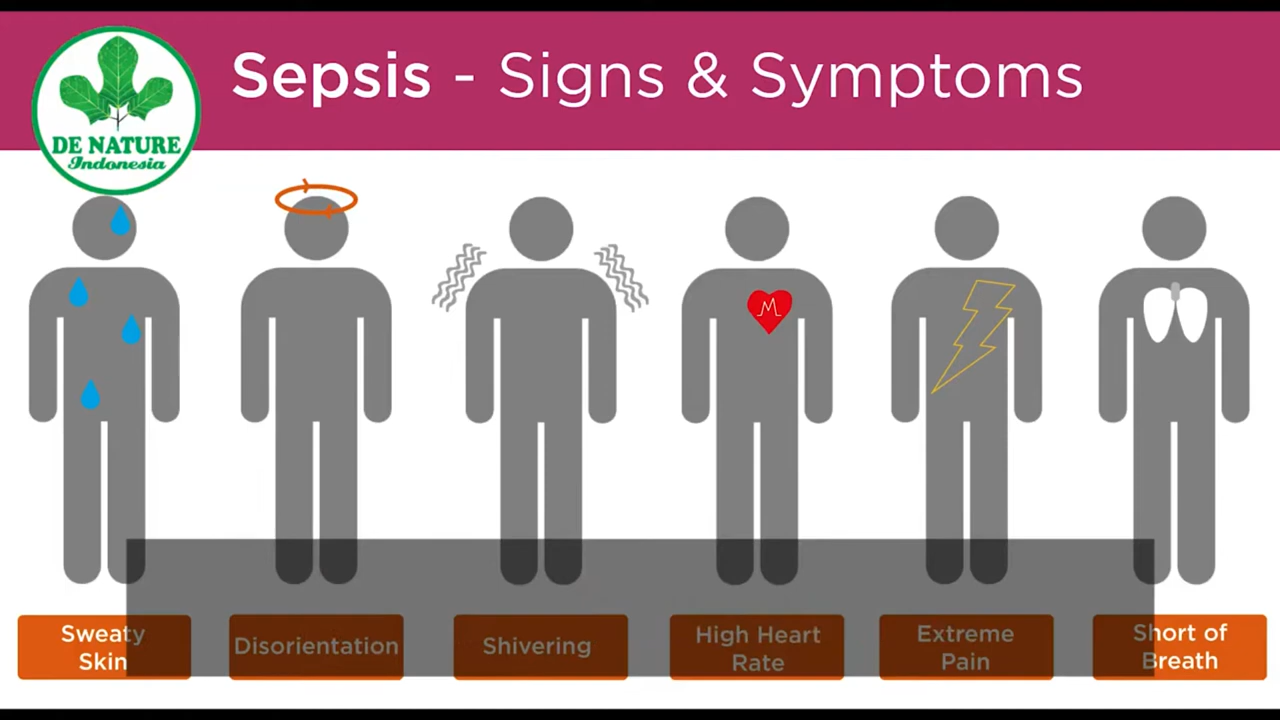 Sepsis - Signs & Symptoms
DE NATURE
Indonesia
M
Sweaty
Skin
Disorientation
Shivering
High Heart
Rate
Extreme
Pain
Short of
Breath